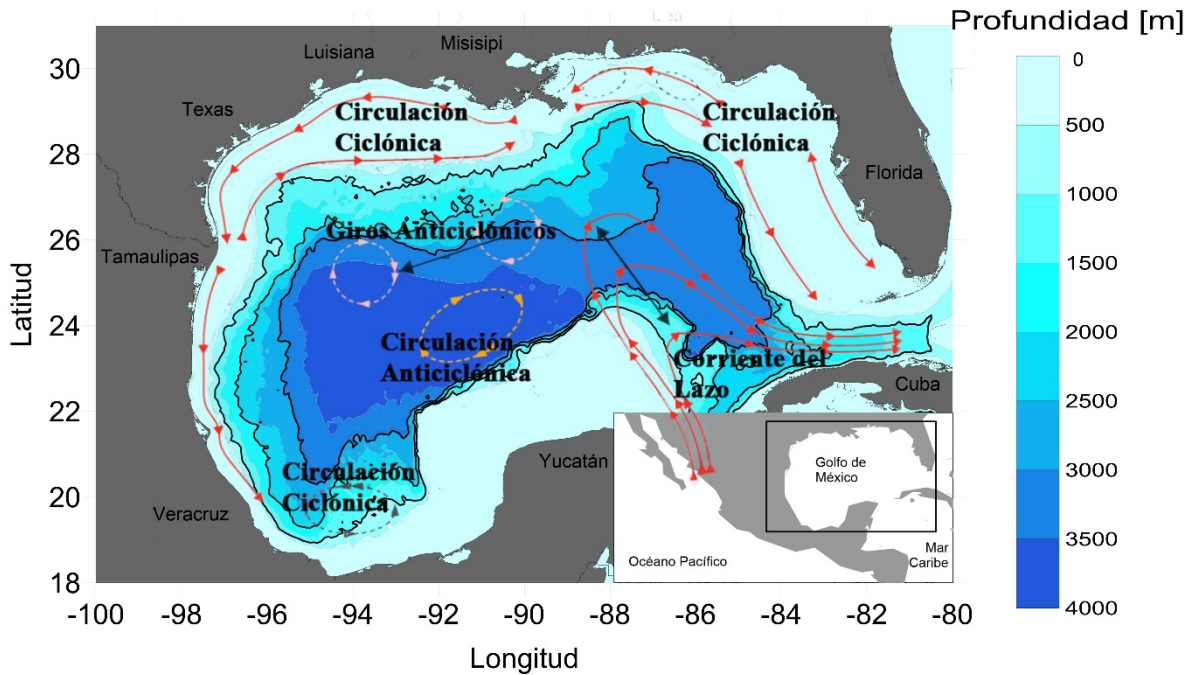 Profundidad [m]
Luisiana
Misisipi
Texas
Circulación
Ciclónica
Circulación
Ciclónica
Florida
Giros Anticiclónicos
Tamaulipas
Circulación
Anticiclónica
Corriente del
Lazo
Cuba
Circulación
Ciclónica
Yucatán
Veracruz
Golfo de
México
Océano Pacífico
Mar
Caribe
Latitud
30
28
26
24
22
20
18
-100
-98
-96
-94
-92
-90
-88
-86
-84
-82
-80
Longitud
0
500
1000
1500
2000
2500
3000
3500
4000